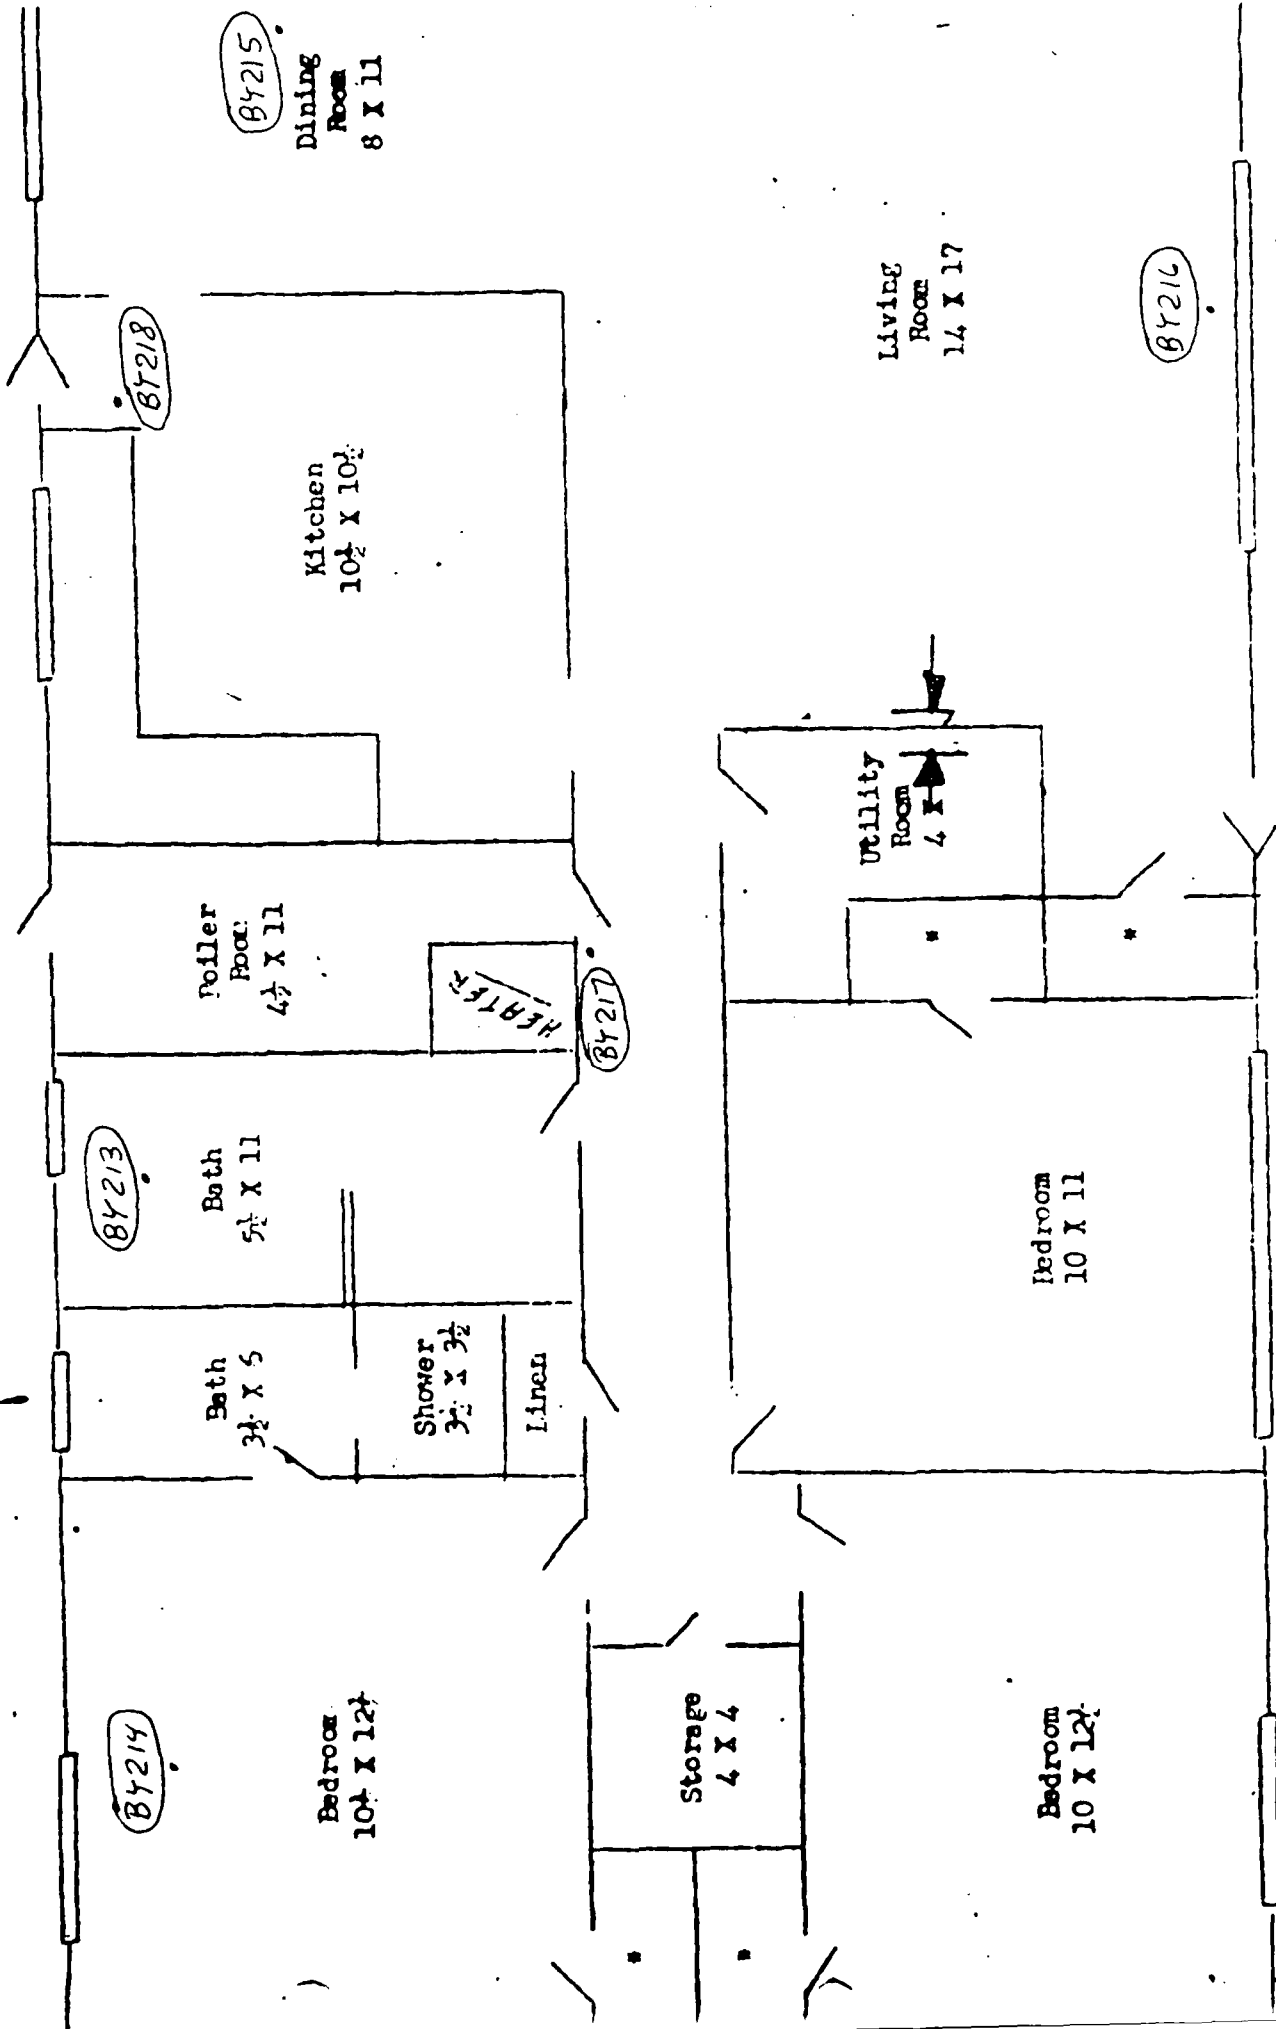 BY215
Dining
Room
8 X 11
BY218
Kitchen
10½ X 10½
Living
Room
14 X 17
BY216
Boiler
Room
4½ X 11
HEATER
BY217
Utility
Room
4 X
*
*
BY213
Bath
5½ X 11
Bath
3½ X 5
Shower
3½ X 3½
Linen
Bedroom
10 X 11
BY214
Bedroom
10½ X 12½
Storage
4 X 4
Bedroom
10 X 12½
*
*